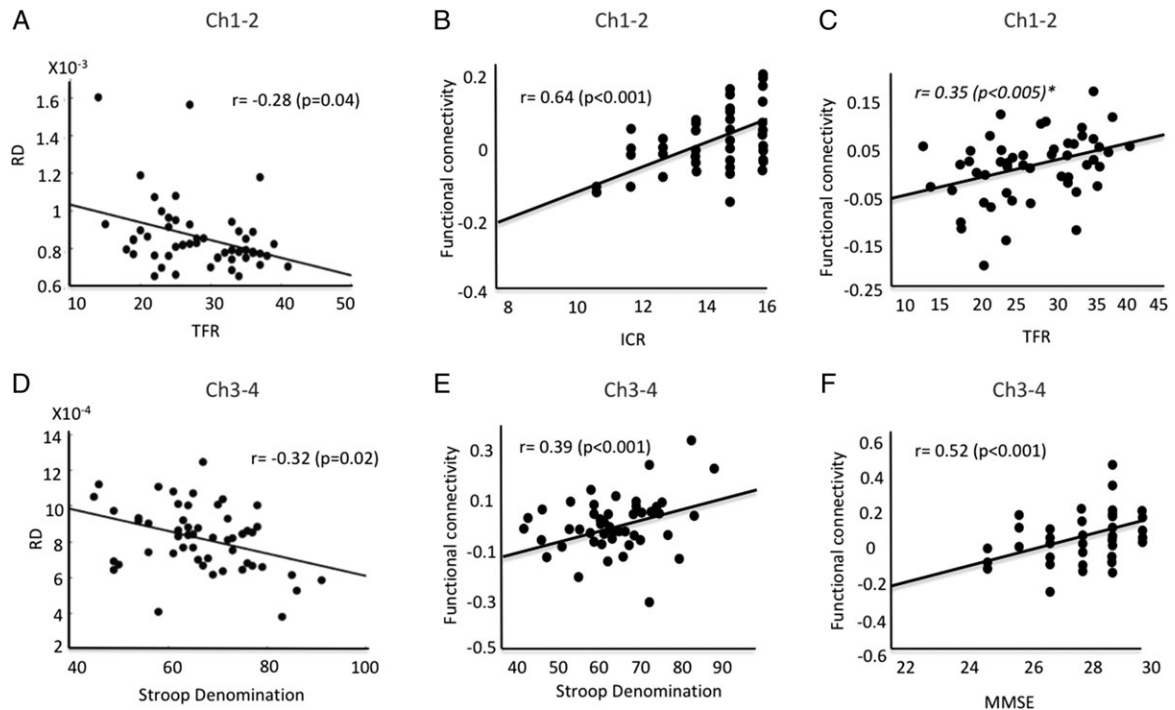 A
Ch1-2
X10-3
r= -0.28 (p=0.04)
1.6
1.4
1.2
1
0.8
0.6
RD
10 20 30 40 50
TFR
B
Ch1-2
r= 0.64 (p<0.001)
0.2
0
-0.2
-0.4
Functional connectivity
8 10 12 14 16
ICR
C
Ch1-2
r= 0.35 (p<0.005)*
0.15
0.05
-0.05
-0.15
-0.25
Functional connectivity
10 15 20 25 30 35 40 45
TFR
D
Ch3-4
X10-4
r= -0.32 (p=0.02)
14
12
10
8
6
4
2
RD
40 60 80 100
Stroop Denomination
E
Ch3-4
r= 0.39 (p<0.001)
0.3
0.1
-0.1
-0.3
-0.5
Functional connectivity
40 50 60 70 80 90
Stroop Denomination
F
Ch3-4
r= 0.52 (p<0.001)
0.6
0.4
0.2
0
-0.2
-0.4
-0.6
Functional connectivity
22 24 26 28 30
MMSE